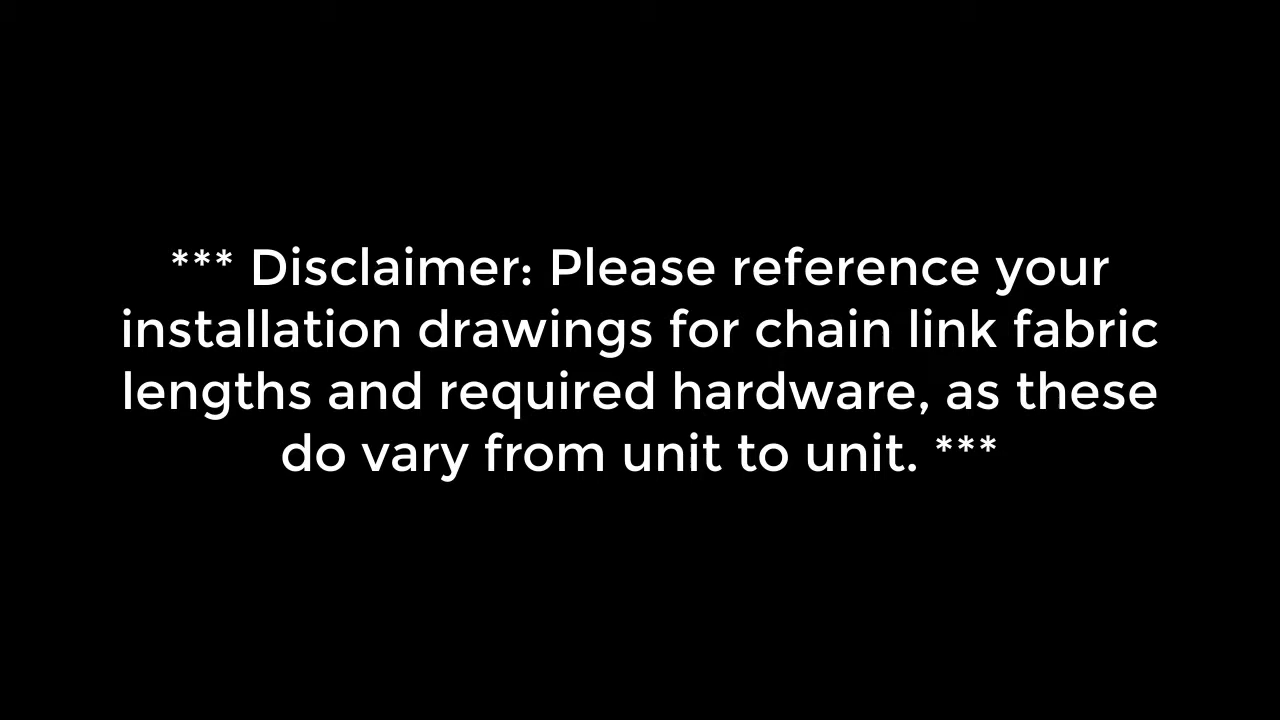 *** Disclaimer: Please reference your
installation drawings for chain link fabric
lengths and required hardware, as these
do vary from unit to unit. ***